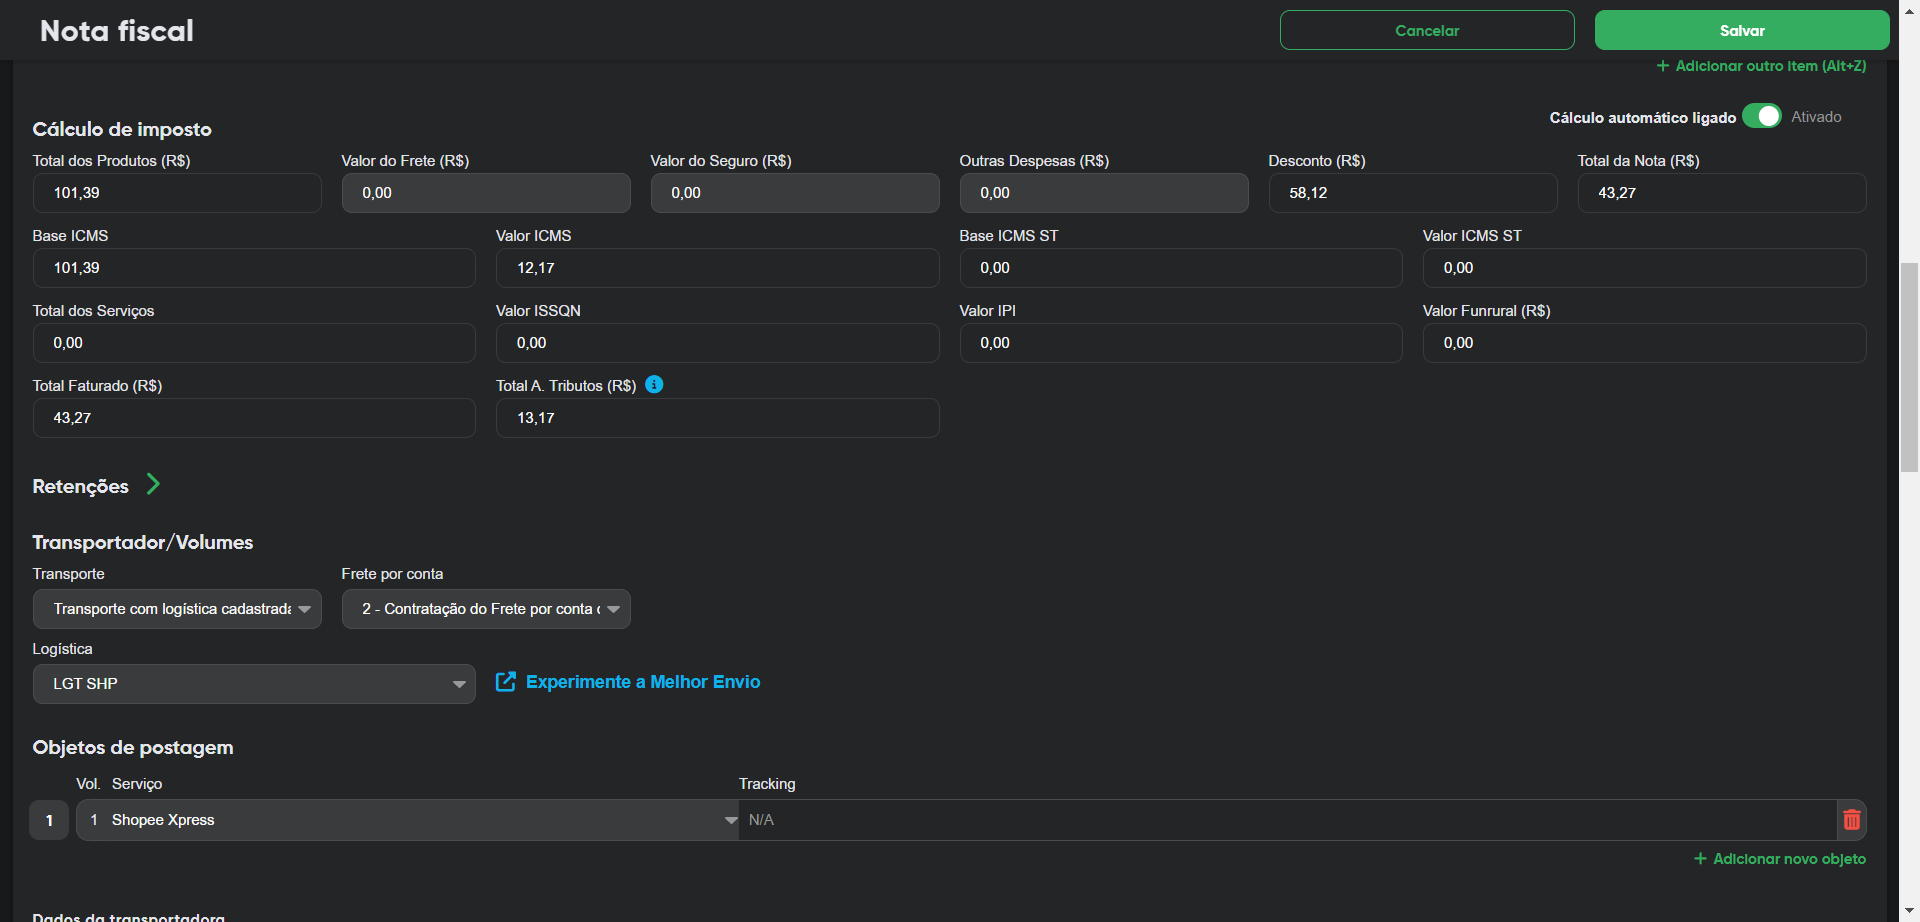 Nota fiscal
Cancelar
Salvar
+ Adicionar outro item (Alt+Z)
Cálculo de imposto
Cálculo automático ligado Ativado
Total dos Produtos (R$) Valor do Frete (R$) Valor do Seguro (R$) Outras Despesas (R$) Desconto (R$) Total da Nota (R$)
101,39 0,00 0,00 0,00 58,12 43,27
Base ICMS Valor ICMS Base ICMS ST Valor ICMS ST
101,39 12,17 0,00 0,00
Total dos Serviços Valor ISSQN Valor IPI Valor Funrural (R$)
0,00 0,00 0,00 0,00
Total Faturado (R$) Total A. Tributos (R$)
43,27 13,17
Retenções
Transportador/Volumes
Transporte Frete por conta
Transporte com logística cadastrada 2 - Contratação do Frete por conta
Logística
LGT SHP
Experimente a Melhor Envio
Objetos de postagem
Vol. Serviço Tracking
1 1 Shopee Xpress N/A
+ Adicionar novo objeto
Dados da transportadora